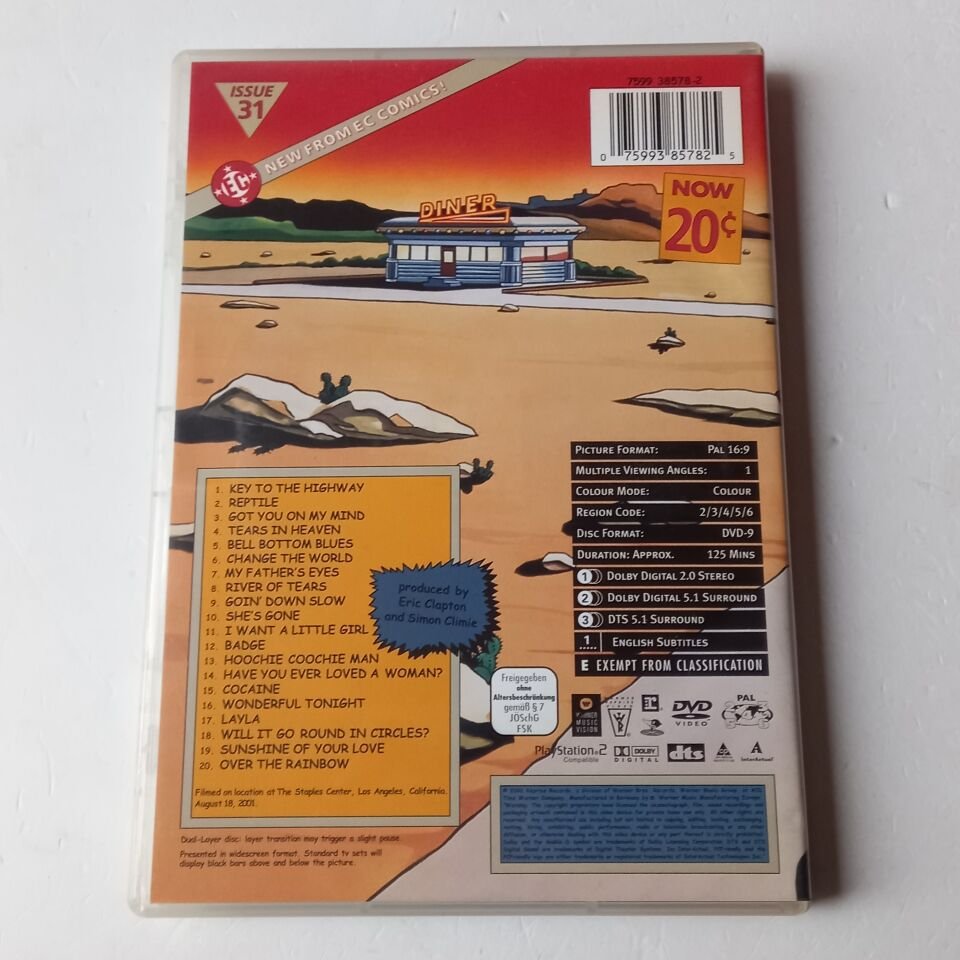 ISSUE
31
NEW FROM EC COMICS!
EC
7599 38578-2
0 75993 85782 5
NOW
20¢
DINER
PICTURE FORMAT: PAL 16:9
MULTIPLE VIEWING ANGLES: 1
COLOUR MODE: COLOUR
REGION CODE: 2/3/4/5/6
DISC FORMAT: DVD-9
DURATION: APPROX. 125 MINS
1 DOLBY DIGITAL 2.0 STEREO
2 DOLBY DIGITAL 5.1 SURROUND
3 DTS 5.1 SURROUND
1 ENGLISH SUBTITLES
E EXEMPT FROM CLASSIFICATION
1. KEY TO THE HIGHWAY
2. REPTILE
3. GOT YOU ON MY MIND
4. TEARS IN HEAVEN
5. BELL BOTTOM BLUES
6. CHANGE THE WORLD
7. MY FATHER'S EYES
8. RIVER OF TEARS
9. GOIN' DOWN SLOW
10. SHE'S GONE
11. I WANT A LITTLE GIRL
12. BADGE
13. HOOCHIE COOCHIE MAN
14. HAVE YOU EVER LOVED A WOMAN?
15. COCAINE
16. WONDERFUL TONIGHT
17. LAYLA
18. WILL IT GO ROUND IN CIRCLES?
19. SUNSHINE OF YOUR LOVE
20. OVER THE RAINBOW
Filmed on location at The Staples Center, Los Angeles, California.
August 18, 2001.
produced by
Eric Clapton
and Simon Climie
Freigegeben
ohne
Altersbeschränkung
gemäß § 7
JÖSchG
FSK
WARNER
MUSIC
VISION
DVD
VIDEO
PAL
PlayStation 2
Compatible
DOLBY
DIGITAL
dts
InterActual
Dual-Layer disc: layer transition may trigger a slight pause.
Presented in widescreen format. Standard tv sets will
display black bars above and below the picture.